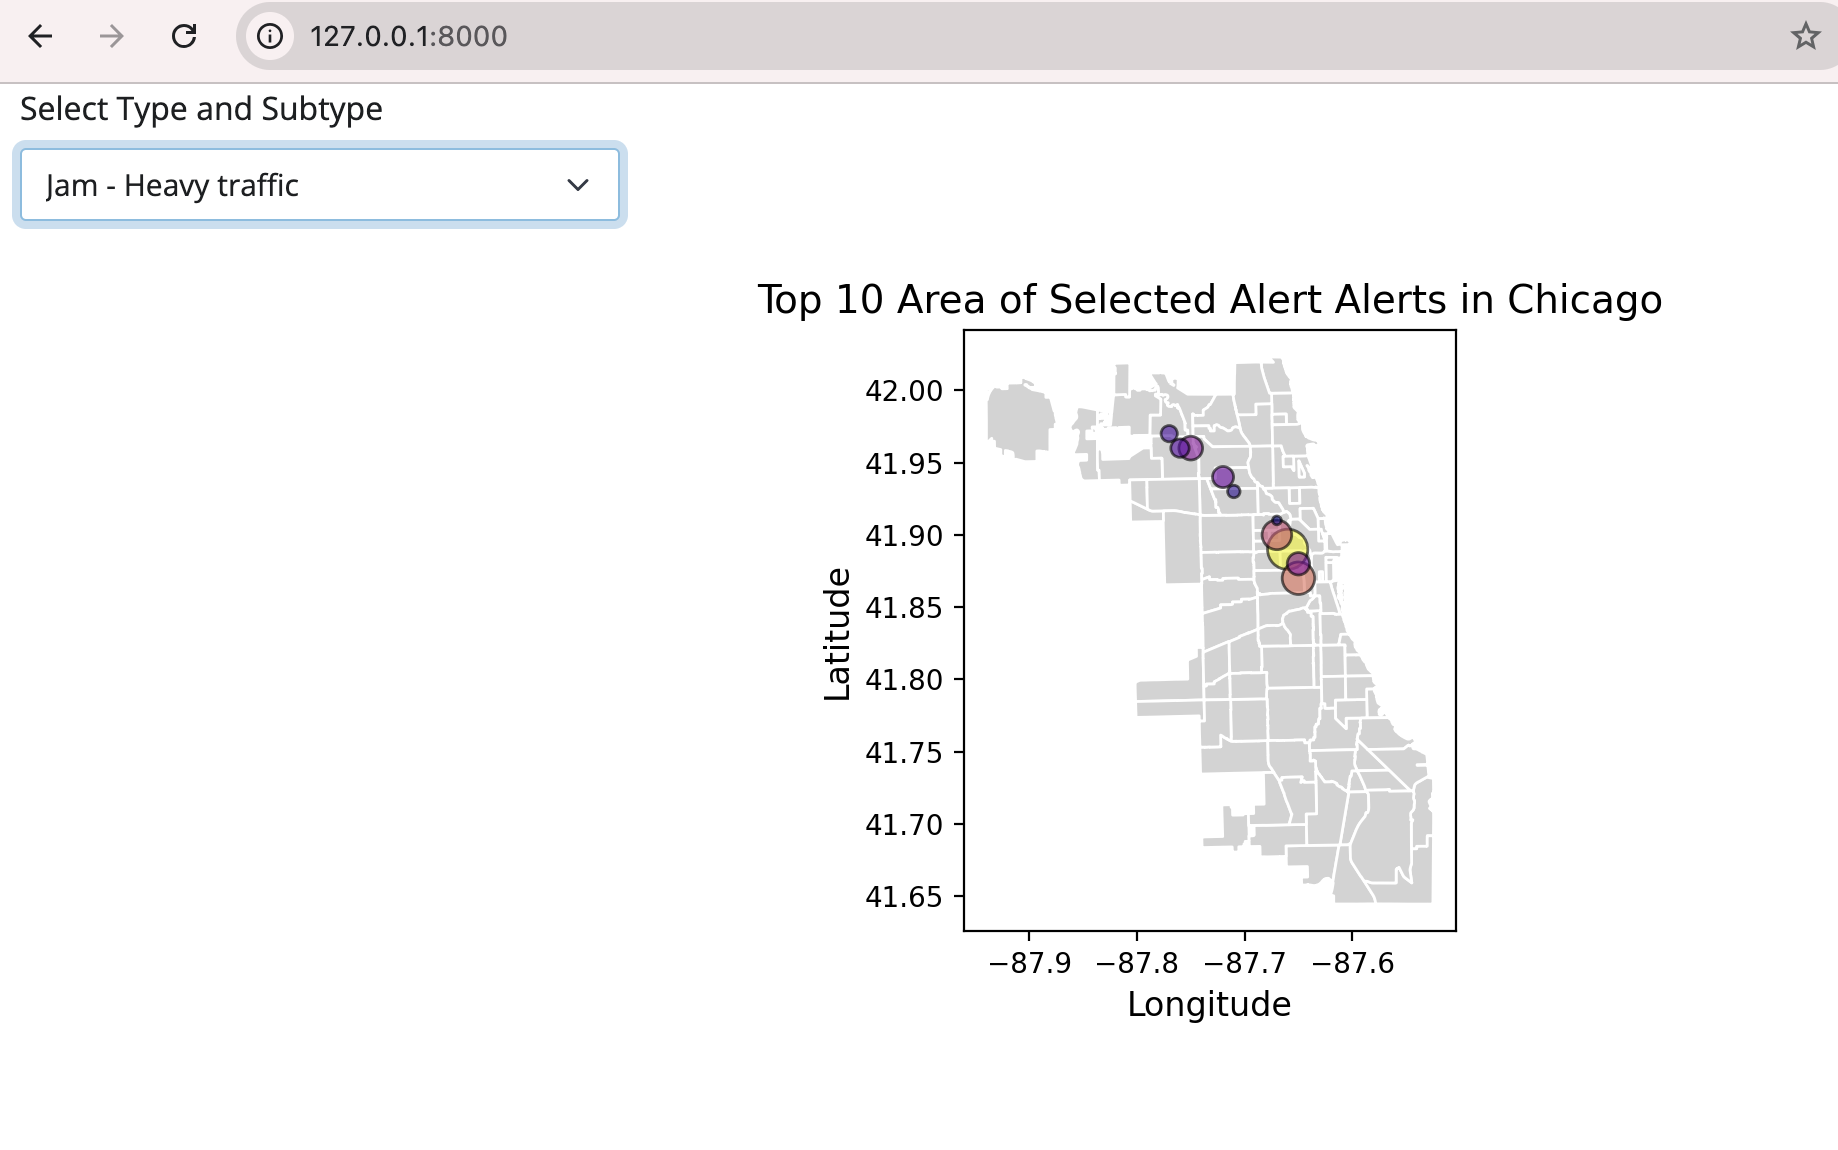 127.0.0.1:8000
Select Type and Subtype
Jam - Heavy traffic
Top 10 Area of Selected Alert Alerts in Chicago
Latitude
42.00
41.95
41.90
41.85
41.80
41.75
41.70
41.65
−87.9 −87.8 −87.7 −87.6
Longitude